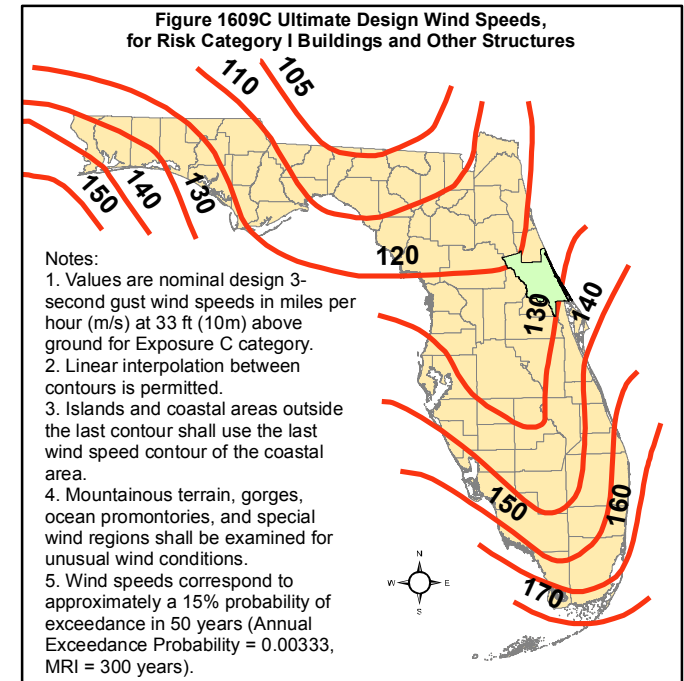 Figure 1609C Ultimate Design Wind Speeds,
for Risk Category I Buildings and Other Structures
105
110
150
140
130
120
130
140
150
160
170
Notes:
1. Values are nominal design 3-
second gust wind speeds in miles per
hour (m/s) at 33 ft (10m) above
ground for Exposure C category.
2. Linear interpolation between
contours is permitted.
3. Islands and coastal areas outside
the last contour shall use the last
wind speed contour of the coastal
area.
4. Mountainous terrain, gorges,
ocean promontories, and special
wind regions shall be examined for
unusual wind conditions.
5. Wind speeds correspond to
approximately a 15% probability of
exceedance in 50 years (Annual
Exceedance Probability = 0.00333,
MRI = 300 years).
N
W E
S